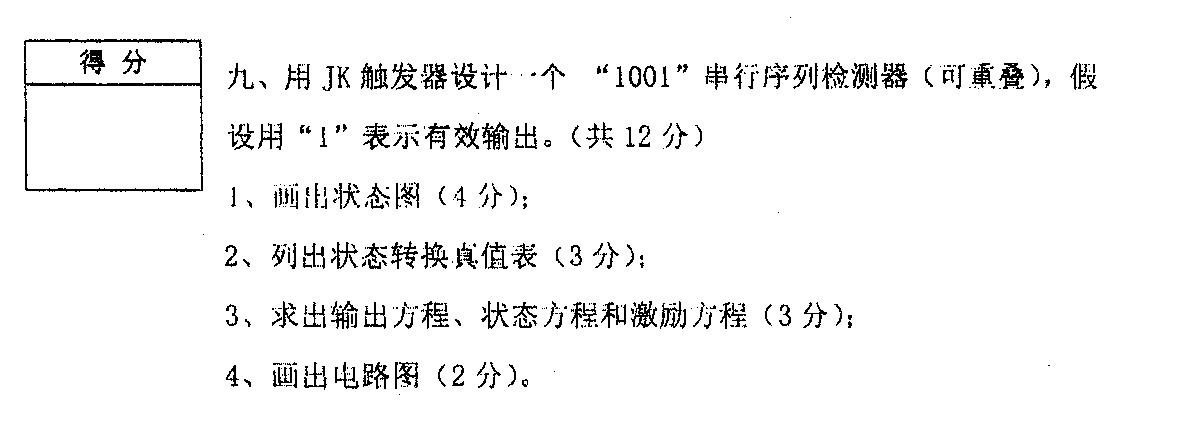 得 分
九、用 JK 触发器设计一个 “1001”串行序列检测器（可重叠），假
设用“1”表示有效输出。（共 12 分）
1、画出状态图（4 分）；
2、列出状态转换真值表（3 分）；
3、求出输出方程、状态方程和激励方程（3 分）；
4、画出电路图（2 分）。